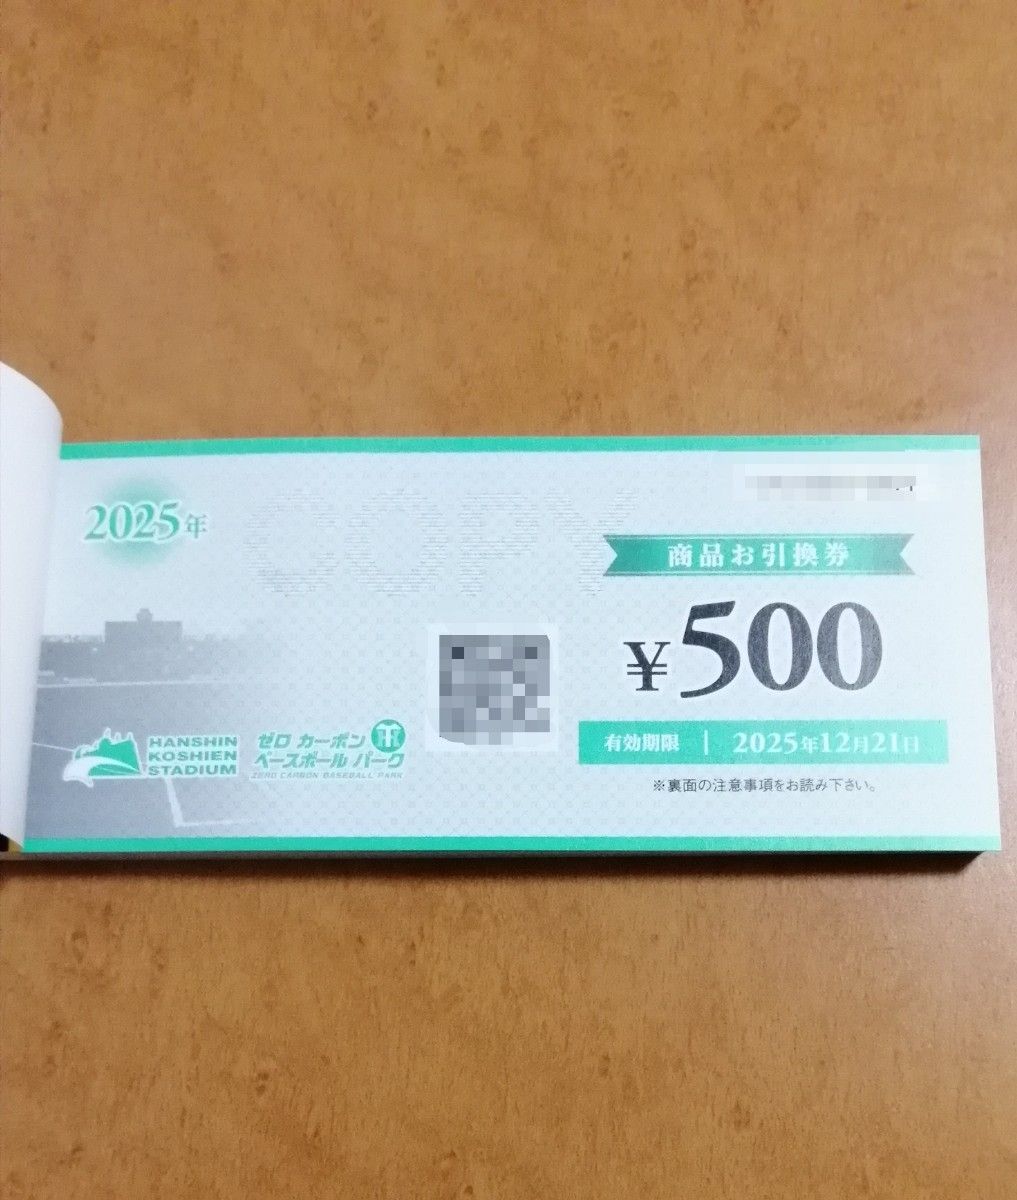 2025年
COPY
商品お引換券
¥500
HANSHIN
KOSHIEN
STADIUM
ゼロ カーボン
ベースボール パーク
ZERO CARBON BASEBALL PARK
有効期限 | 2025年12月21日
※裏面の注意事項をお読み下さい。